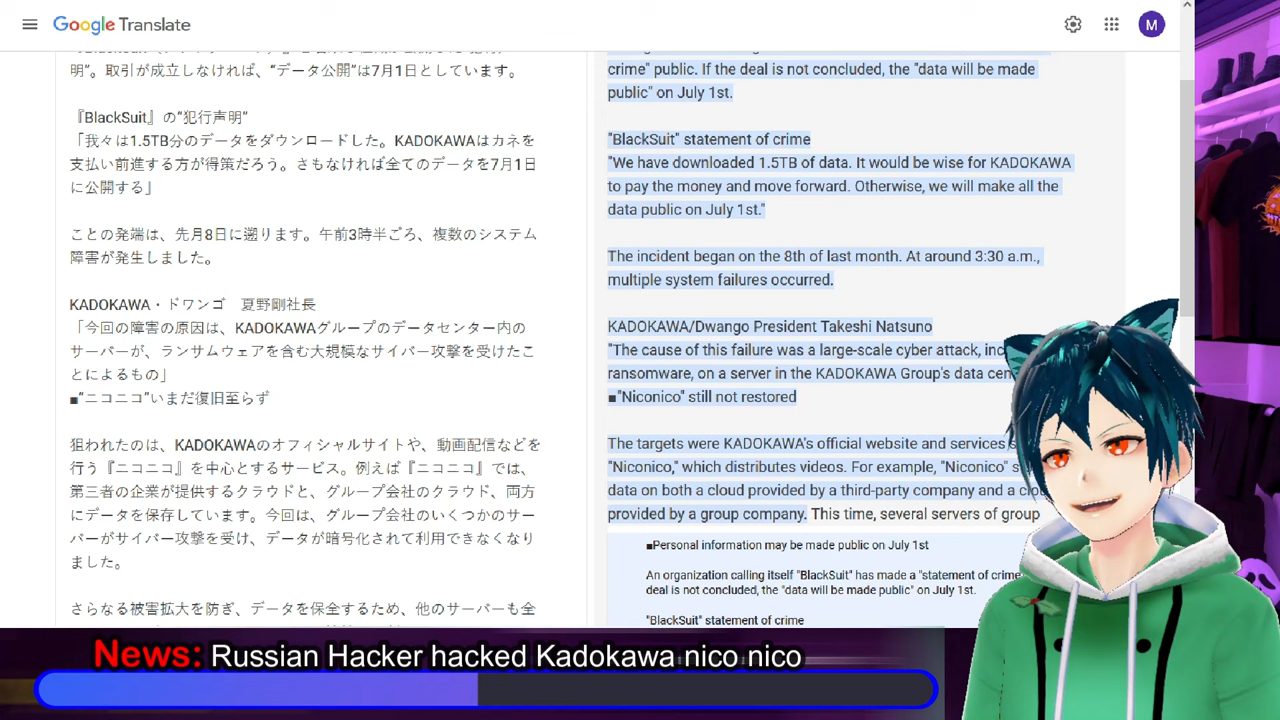 Google Translate
M
明”。取引が成立しなければ、“データ公開”は7月1日としています。
『BlackSuit』の“犯行声明”
「我々は1.5TB分のデータをダウンロードした。KADOKAWAはカネを
支払い前進する方が得策だろう。さもなければ全てのデータを7月1日
に公開する」
ことの発端は、先月8日に遡ります。午前3時半ごろ、複数のシステム
障害が発生しました。
KADOKAWA・ドワンゴ　夏野剛社長
「今回の障害の原因は、KADOKAWAグループのデータセンター内の
サーバーが、ランサムウェアを含む大規模なサイバー攻撃を受けたこ
とによるもの」
■“ニコニコ”いまだ復旧至らず
狙われたのは、KADOKAWAのオフィシャルサイトや、動画配信などを
行う『ニコニコ』を中心とするサービス。例えば『ニコニコ』では、
第三者の企業が提供するクラウドと、グループ会社のクラウド、両方
にデータを保存しています。今回は、グループ会社のいくつかのサー
バーがサイバー攻撃を受け、データが暗号化されて利用できなくなり
ました。
さらなる被害拡大を防ぎ、データを保全するため、他のサーバーも全
crime" public. If the deal is not concluded, the "data will be made
public" on July 1st.
"BlackSuit" statement of crime
"We have downloaded 1.5TB of data. It would be wise for KADOKAWA
to pay the money and move forward. Otherwise, we will make all the
data public on July 1st."
The incident began on the 8th of last month. At around 3:30 a.m.,
multiple system failures occurred.
KADOKAWA/Dwango President Takeshi Natsuno
"The cause of this failure was a large-scale cyber attack,
ransomware, on a server in the KADOKAWA Group's data
■"Niconico" still not restored
The targets were KADOKAWA's official website and services
"Niconico," which distributes videos. For example, "Niconico"
data on both a cloud provided by a third-party company and a
provided by a group company. This time, several servers of group
■Personal information may be made public on July 1st
An organization calling itself "BlackSuit" has made a "statement of crime
deal is not concluded, the "data will be made public" on July 1st.
"BlackSuit" statement of crime
News: Russian Hacker hacked Kadokawa nico nico